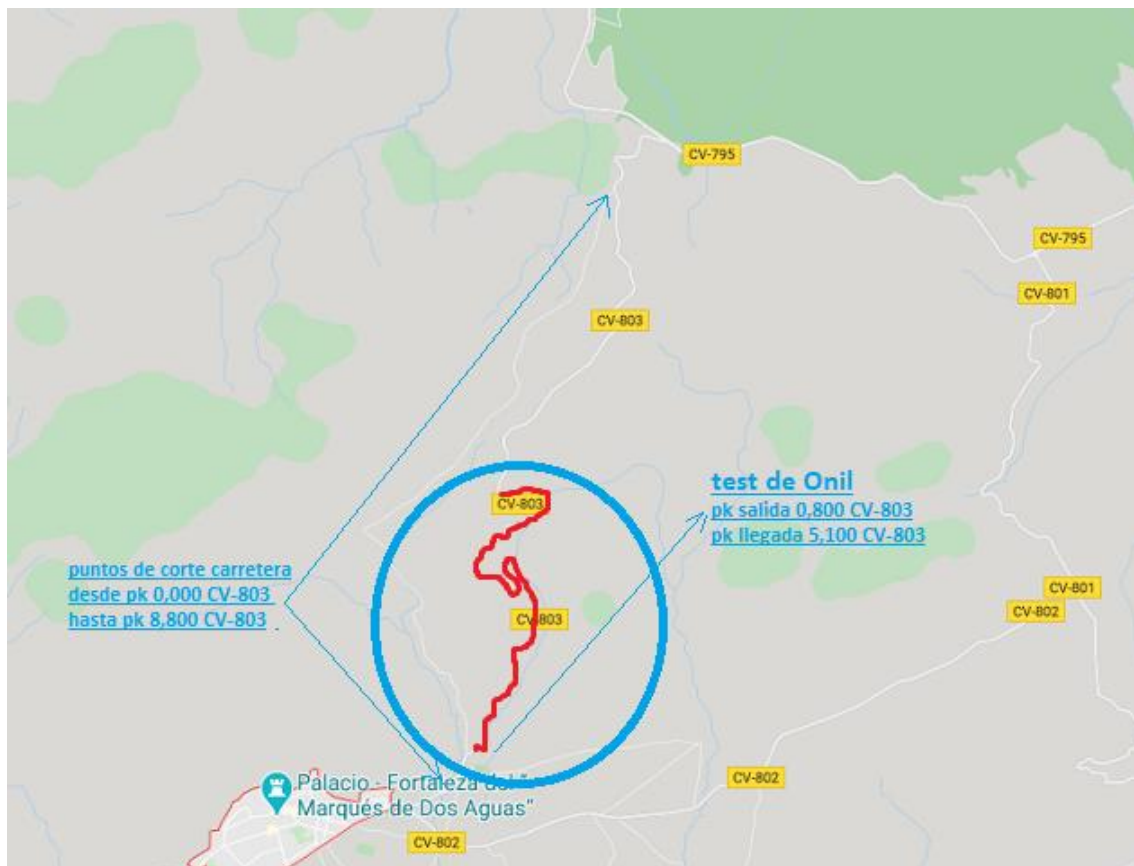 CV-795
CV-795
CV-801
CV-803
test de Onil
pk salida 0,800 CV-803
pk llegada 5,100 CV-803
CV-803
puntos de corte carretera
desde pk 0,000 CV-803
hasta pk 8,800 CV-803
CV-801
CV-802
CV-803
CV-802
Palacio - Fortaleza del "
Marqués de Dos Aguas"
CV-802